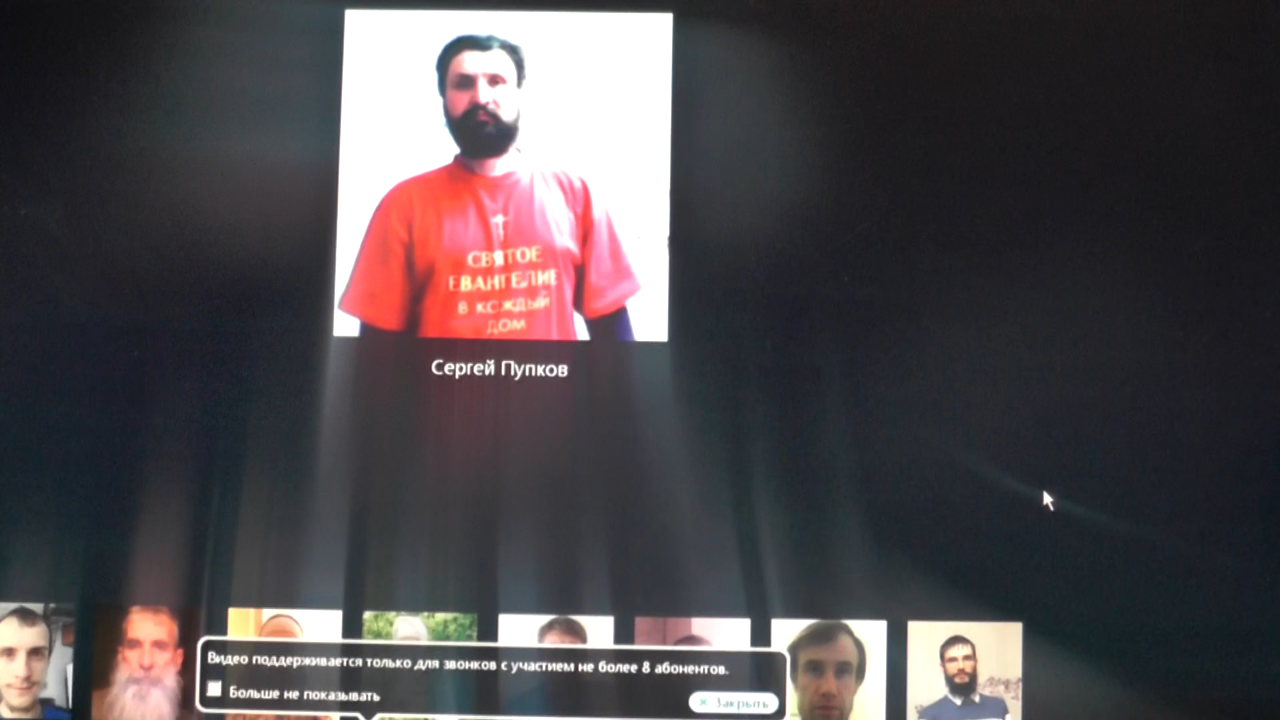 СВЯТОЕ
ЕВАНГЕЛИЕ
В КАЖДЫЙ
ДОМ
Сергей Пупков
Видео поддерживается только для звонков с участием не более 8 абонентов.
Больше не показывать
× Закрыть